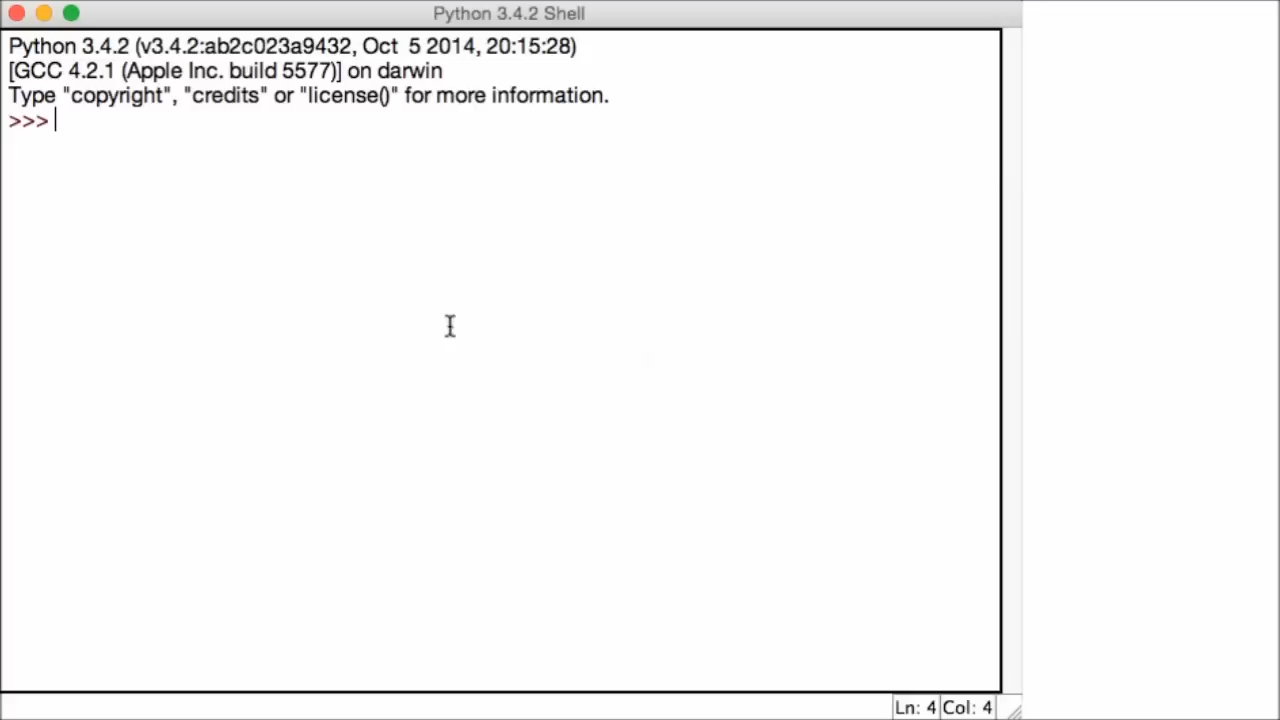 Python 3.4.2 Shell
Python 3.4.2 (v3.4.2:ab2c023a9432, Oct  5 2014, 20:15:28)
[GCC 4.2.1 (Apple Inc. build 5577)] on darwin
Type "copyright", "credits" or "license()" for more information.
>>>
Ln: 4 Col: 4